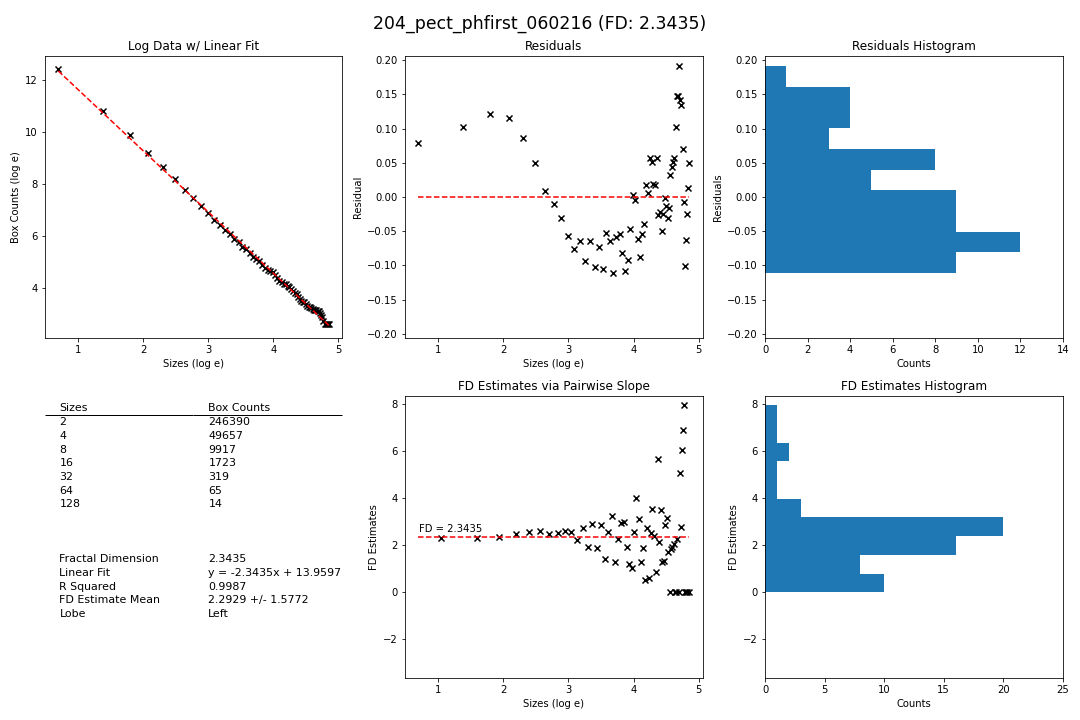 204_pect_phfirst_060216 (FD: 2.3435)
Log Data w/ Linear Fit
12
10
8
6
4
Box Counts (log e)
1 2 3 4 5
Sizes (log e)
Residuals
0.20
0.15
0.10
0.05
0.00
−0.05
−0.10
−0.15
−0.20
Residual
1 2 3 4 5
Sizes (log e)
Residuals Histogram
0.20
0.15
0.10
0.05
0.00
−0.05
−0.10
−0.15
−0.20
Residuals
0 2 4 6 8 10 12 14
Counts
Sizes Box Counts
2 246390
4 49657
8 9917
16 1723
32 319
64 65
128 14
Fractal Dimension 2.3435
Linear Fit y = -2.3435x + 13.9597
R Squared 0.9987
FD Estimate Mean 2.2929 +/- 1.5772
Lobe Left
FD Estimates via Pairwise Slope
8
6
4
2
0
−2
FD Estimates
FD = 2.3435
1 2 3 4 5
Sizes (log e)
FD Estimates Histogram
8
6
4
2
0
−2
FD Estimates
0 5 10 15 20 25
Counts